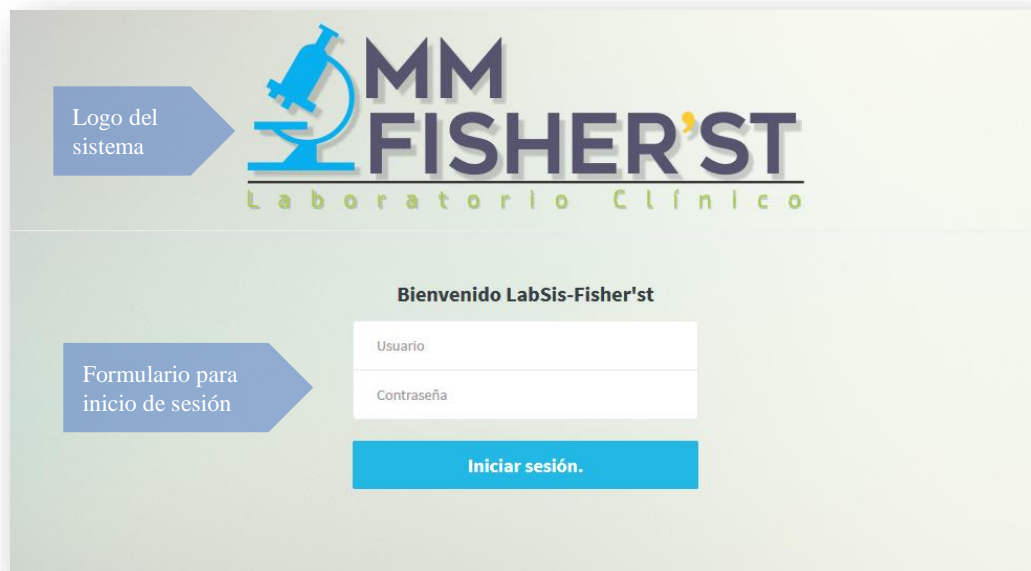 MM
FISHER'ST
Laboratorio Clínico
Logo del
sistema
Bienvenido LabSis-Fisher'st
Usuario
Contraseña
Formulario para
inicio de sesión
Iniciar sesión.